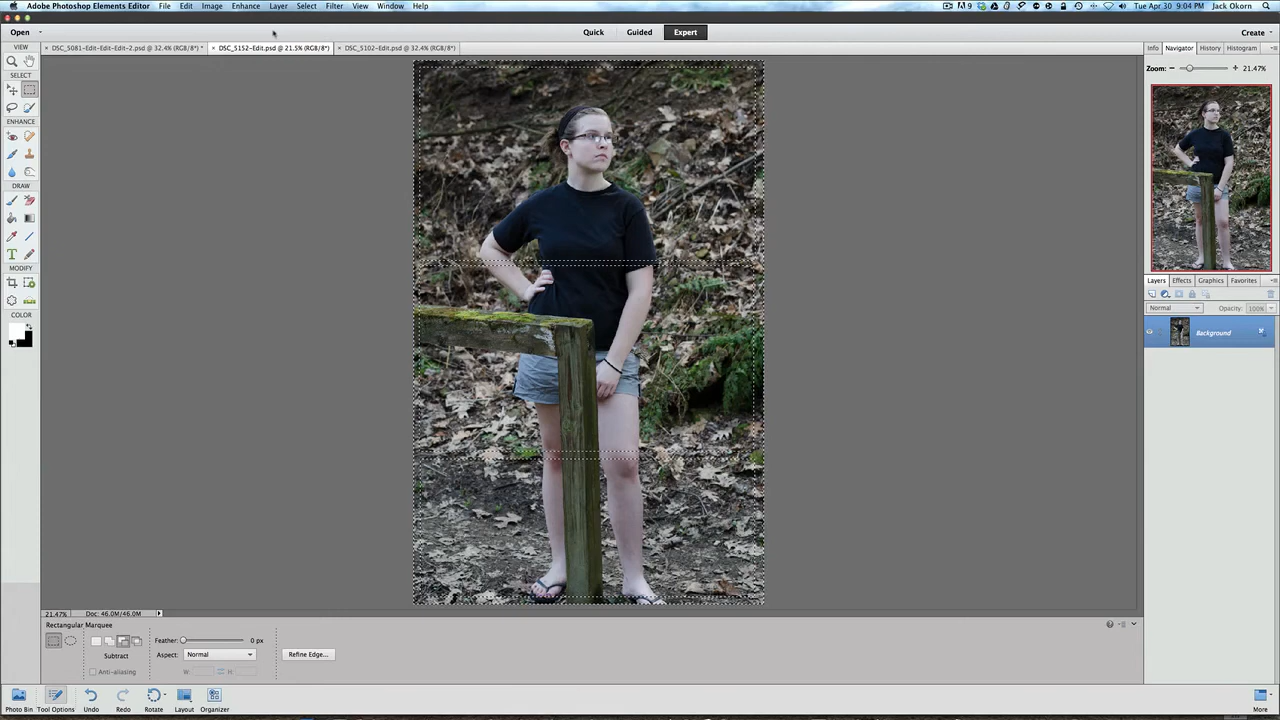 Adobe Photoshop Elements Editor File Edit Image Enhance Layer Select Filter View Window Help
9 Tue Apr 30 9:04 PM Jack Okorn
Open Quick Guided Expert Create
VIEW
× DSC_5081-Edit-Edit-Edit-2.psd @ 32.4% (RGB/8*) * × DSC_5152-Edit.psd @ 21.5% (RGB/8*) × DSC_5102-Edit.psd @ 32.4% (RGB/8*)
Info Navigator History Histogram
Zoom: 21.47%
SELECT
ENHANCE
DRAW
T
MODIFY
COLOR
Layers Effects Graphics Favorites
Normal Opacity: 100%
Background
21.47% Doc: 46.0M/46.0M
Rectangular Marquee
Feather: 0 px
Subtract Aspect: Normal Refine Edge...
Anti-aliasing W: H:
Photo Bin Tool Options Undo Redo Rotate Layout Organizer More